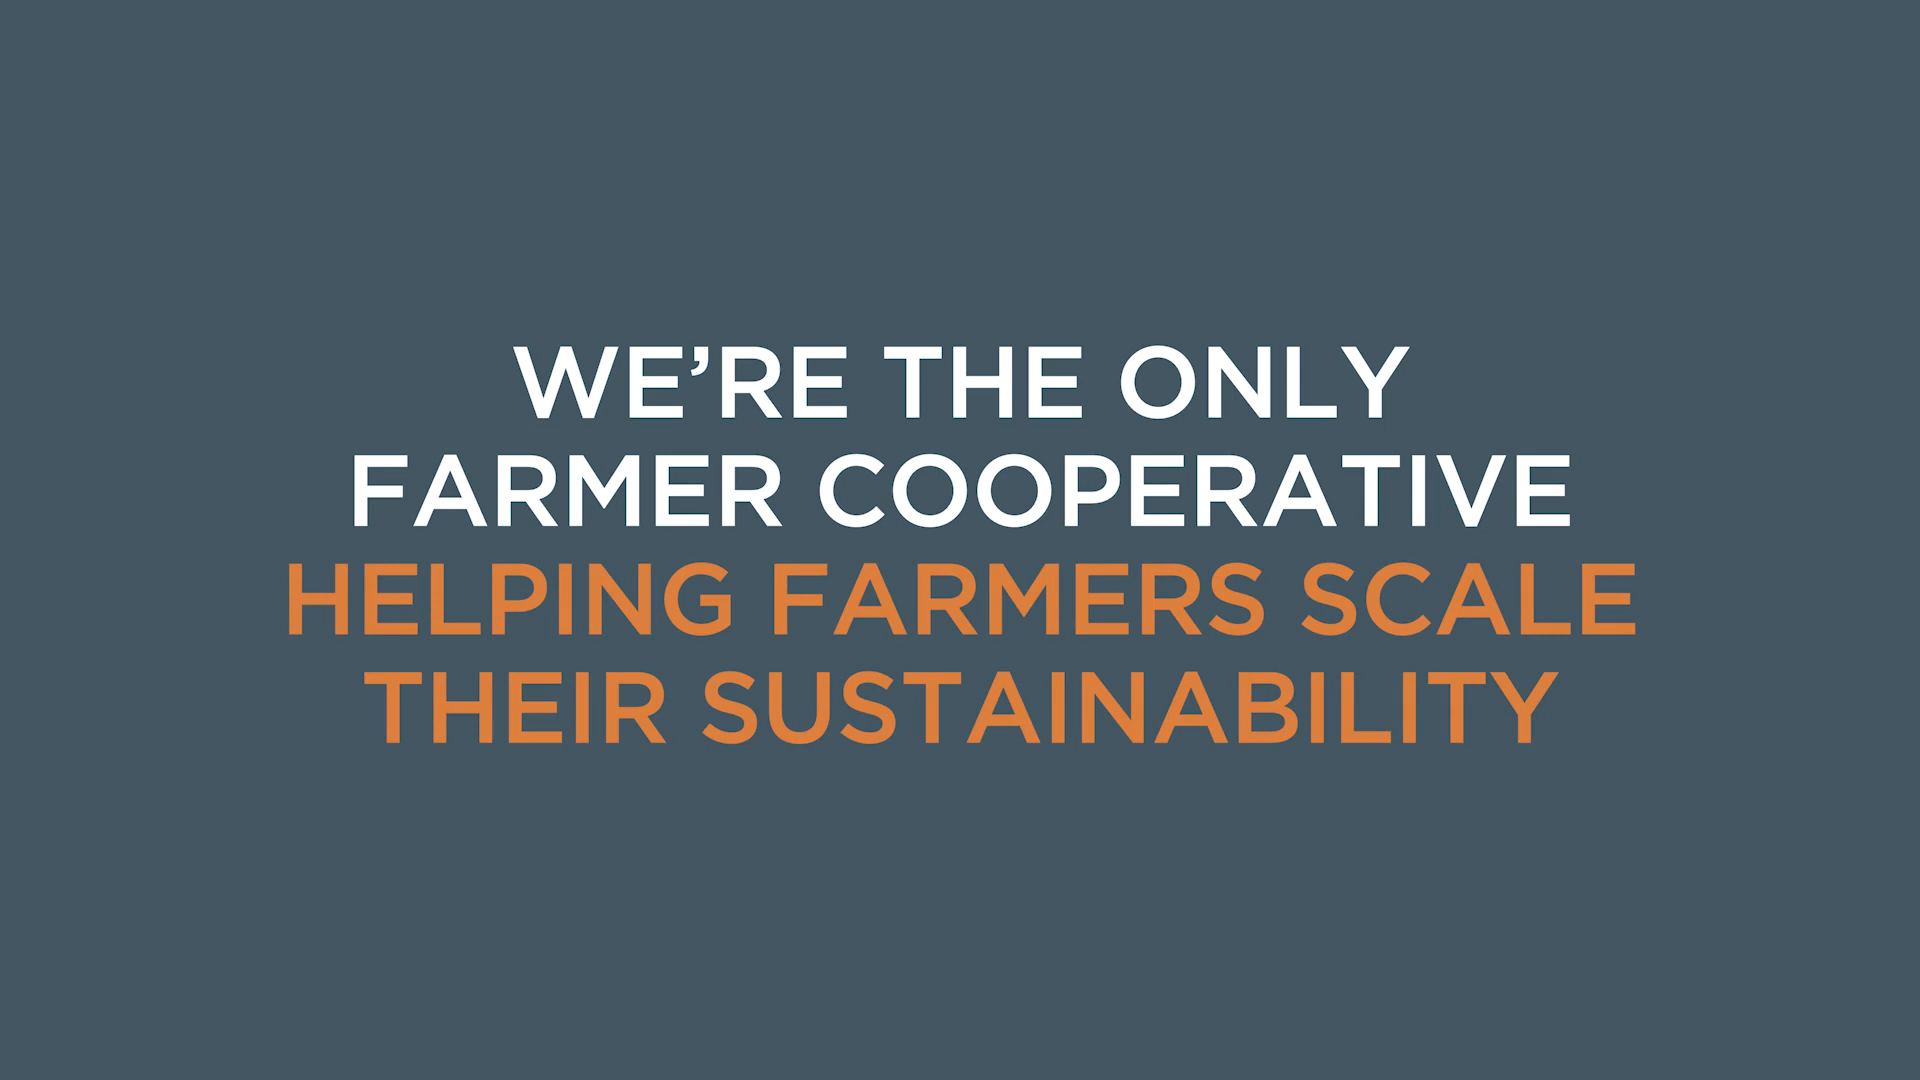 WE’RE THE ONLY
FARMER COOPERATIVE
HELPING FARMERS SCALE
THEIR SUSTAINABILITY